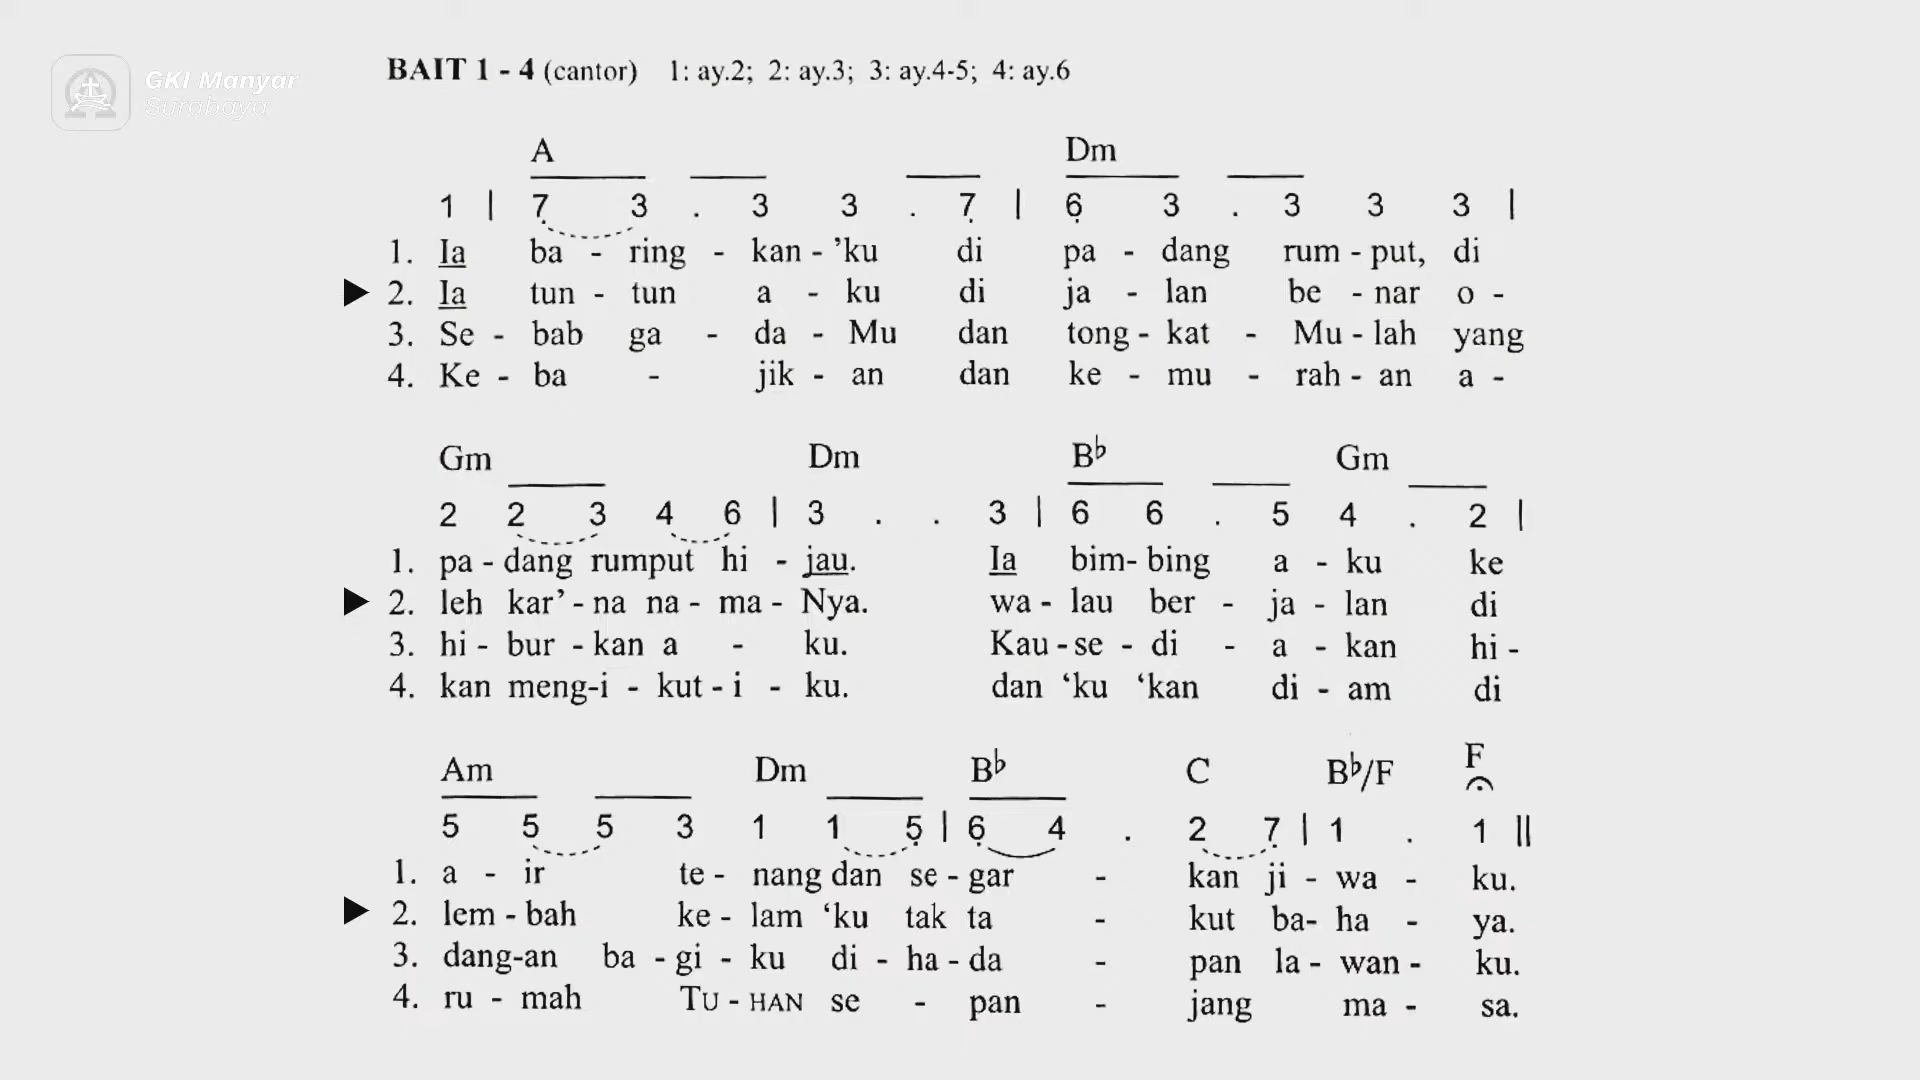 GKI Manyar
Surabaya
BAIT 1 - 4 (cantor) 1: ay.2; 2: ay.3; 3: ay.4-5; 4: ay.6
A Dm
1 | 7̣ 3 . 3 3 . 7̣ | 6̣ 3 . 3 3 3 |
1. Ia ba - ring - kan - ’ku di pa - dang rum - put, di
▶ 2. Ia tun - tun a - ku di ja - lan be - nar o -
3. Se - bab ga - da - Mu dan tong - kat - Mu - lah yang
4. Ke - ba - jik - an dan ke - mu - rah - an a -
Gm Dm B♭ Gm
2 2 3 4 6 | 3 . . 3 | 6 6 . 5 4 . 2 |
1. pa - dang rumput hi - jau. Ia bim- bing a - ku ke
▶ 2. leh kar’ - na na - ma - Nya. wa - lau ber - ja - lan di
3. hi - bur - kan a - ku. Kau - se - di - a - kan hi -
4. kan meng-i - kut - i - ku. dan ‘ku ‘kan di - am di
Am Dm B♭ C B♭/F F
5 5 5 3 1 1 5̣ | 6̣ 4 . 2 7̣ | 1 . 1 ||
1. a - ir te - nang dan se - gar - kan ji - wa - ku.
▶ 2. lem - bah ke - lam ‘ku tak ta - kut ba- ha - ya.
3. dang-an ba - gi - ku di - ha - da - pan la - wan - ku.
4. ru - mah TU - HAN se - pan - jang ma - sa.